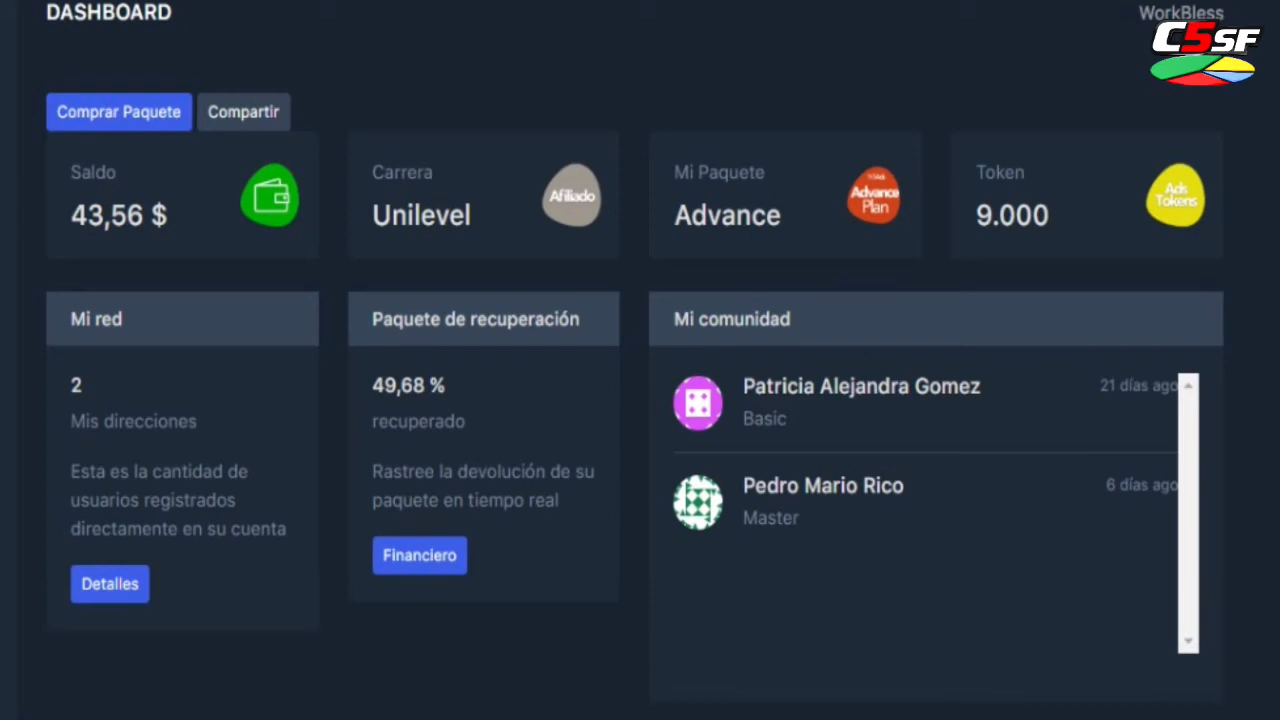 DASHBOARD
WorkBless
C5SF
Comprar Paquete
Compartir
Saldo
43,56 $
Carrera
Unilevel
Afiliado
Mi Paquete
Advance
Advance
Plan
Token
9.000
Ads
Tokens
Mi red
2
Mis direcciones
Esta es la cantidad de
usuarios registrados
directamente en su cuenta
Detalles
Paquete de recuperación
49,68 %
recuperado
Rastree la devolución de su
paquete en tiempo real
Financiero
Mi comunidad
Patricia Alejandra Gomez
21 días ago
Basic
Pedro Mario Rico
6 días ago
Master